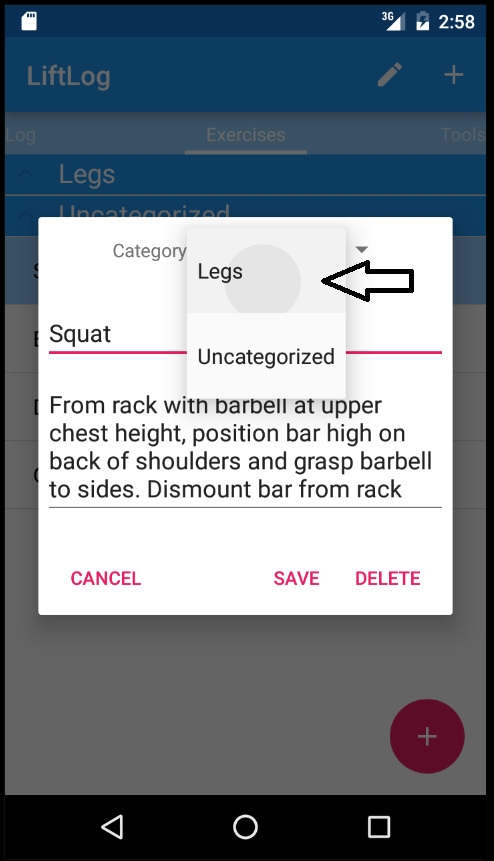 3G 2:58
LiftLog
Log Exercises Tools
Legs
Uncategorized
Category
Legs
Squat
Uncategorized
From rack with barbell at upper
chest height, position bar high on
back of shoulders and grasp barbell
to sides. Dismount bar from rack
CANCEL SAVE DELETE